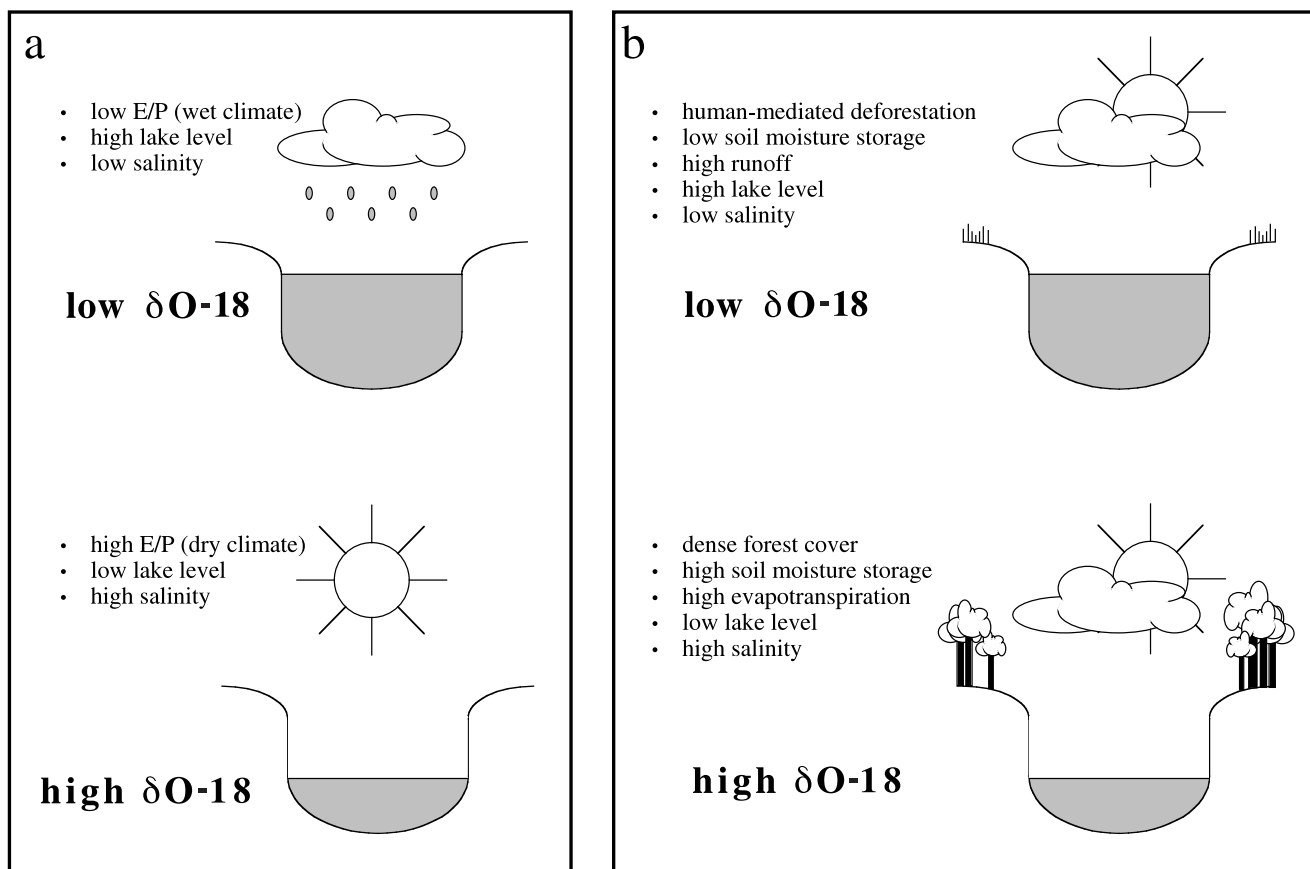 a
• low E/P (wet climate)
• high lake level
• low salinity
low δO-18
• high E/P (dry climate)
• low lake level
• high salinity
high δO-18
b
• human-mediated deforestation
• low soil moisture storage
• high runoff
• high lake level
• low salinity
low δO-18
• dense forest cover
• high soil moisture storage
• high evapotranspiration
• low lake level
• high salinity
high δO-18